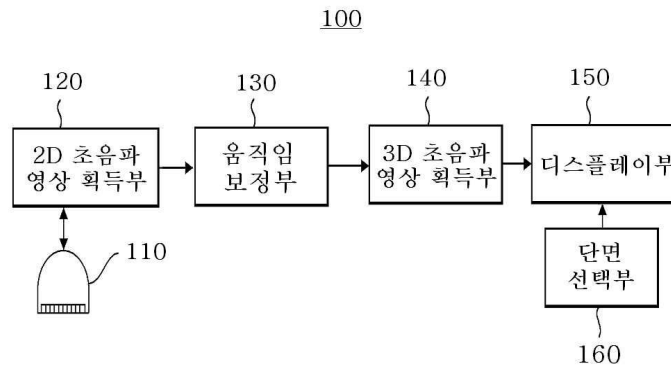 100
120
130
140
150
2D 초음파
영상 획득부
움직임
보정부
3D 초음파
영상 획득부
디스플레이부
110
단면
선택부
160